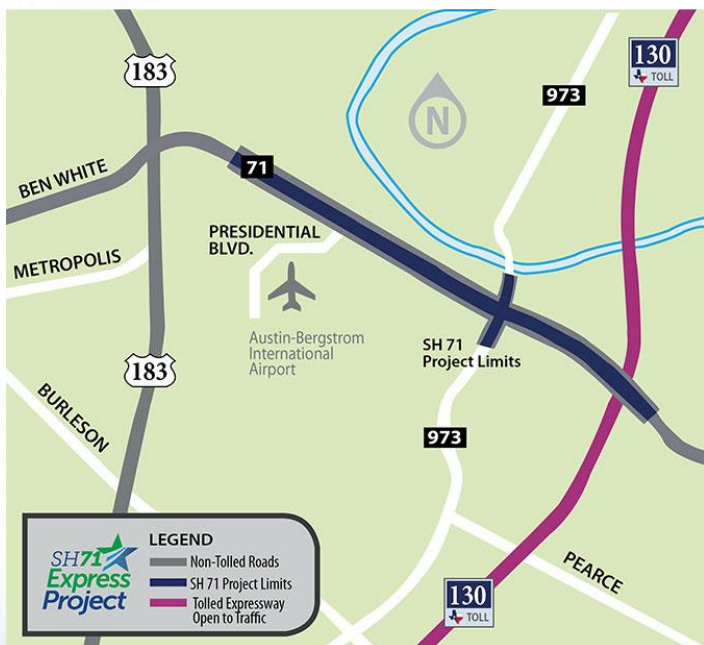 183
130
TOLL
973
N
71
BEN WHITE
PRESIDENTIAL
BLVD.
METROPOLIS
Austin-Bergstrom
International
Airport
SH 71
Project Limits
183
BURLESON
973
PEARCE
130
TOLL
SH71
Express
Project
LEGEND
Non-Tolled Roads
SH 71 Project Limits
Tolled Expressway
Open to Traffic